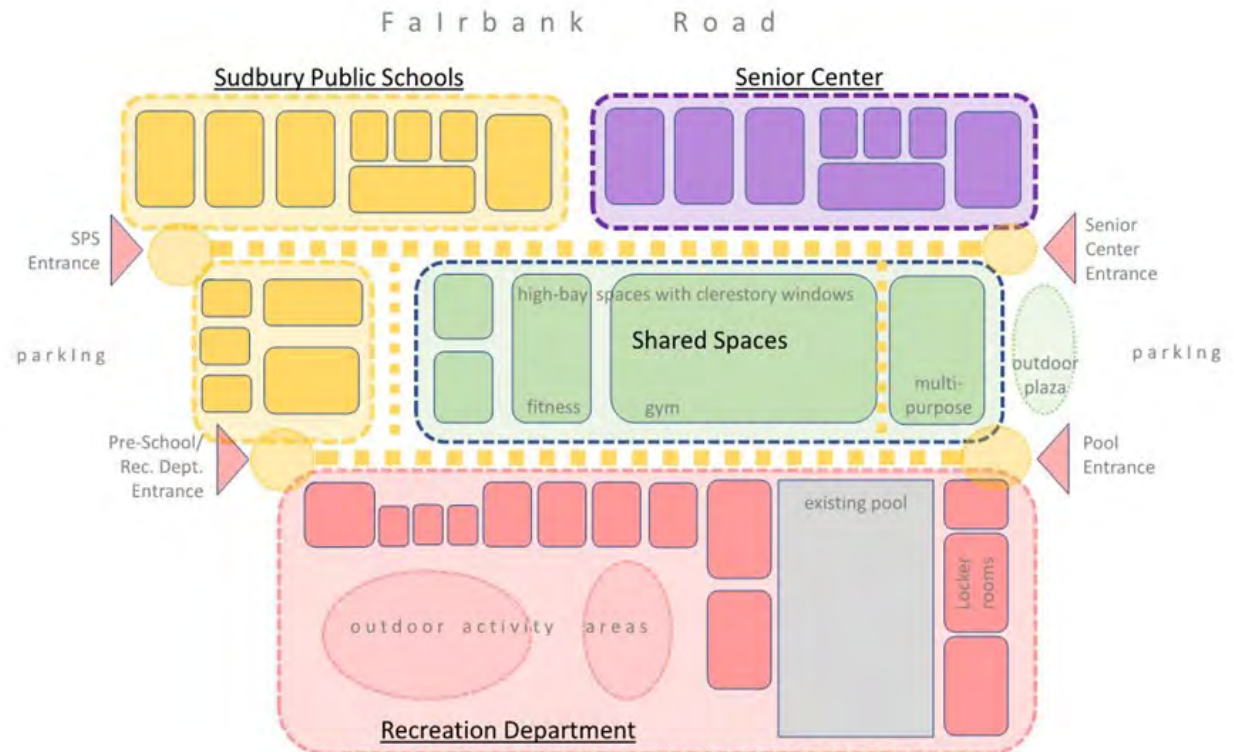 FaIrbank Road
Sudbury Public Schools
Senior Center
SPS
Entrance
Senior
Center
Entrance
high-bay spaces with clerestory windows
Shared Spaces
parkIng
outdoor
plaza
parkIng
multi-
purpose
fitness
gym
Pre-School/
Rec. Dept.
Entrance
Pool
Entrance
existing pool
Locker
rooms
outdoor activity areas
Recreation Department